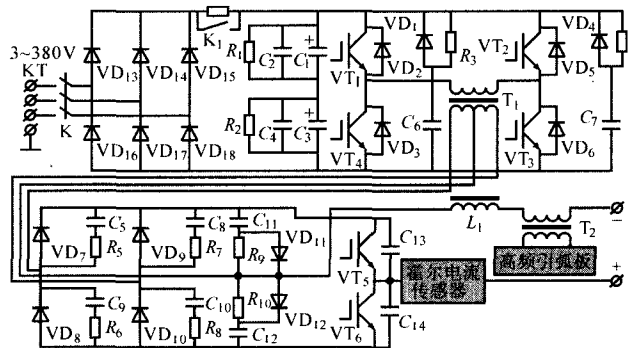 3~380V
KT
K
VD13
VD14
VD15
VD16
VD17
VD18
K1
R1
C2
C1
+
R2
C4
C3
+
VT1
VD1
VD2
R3
VT2
VD4
VD5
VT4
VD3
C6
T1
VT3
VD6
C7
C5
R5
VD7
VD9
C8
R7
C11
R9
VD11
VT5
C13
L1
T2
−
高频引弧板
+
霍尔电流
传感器
VD8
C9
R6
VD10
C10
R8
R10
C12
VD12
VT6
C14